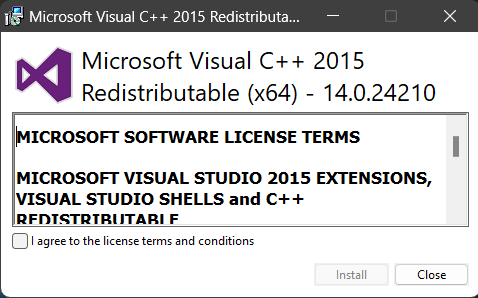 Microsoft Visual C++ 2015 Redistributa...
Microsoft Visual C++ 2015
Redistributable (x64) - 14.0.24210
MICROSOFT SOFTWARE LICENSE TERMS
MICROSOFT VISUAL STUDIO 2015 EXTENSIONS,
VISUAL STUDIO SHELLS and C++
REDISTRIBUTABLE
I agree to the license terms and conditions
Install
Close